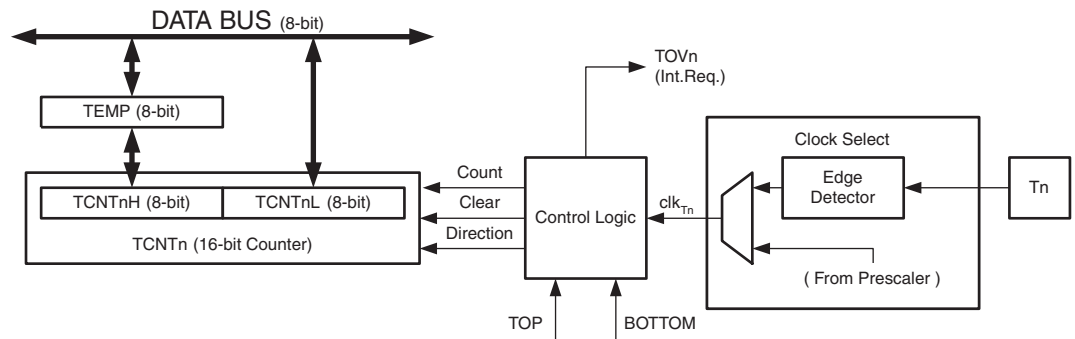 DATA BUS (8-bit)
TOVn
(Int.Req.)
TEMP (8-bit)
Clock Select
Count
Edge
Detector
Tn
TCNTnH (8-bit)
TCNTnL (8-bit)
Clear
Control Logic
clkTn
TCNTn (16-bit Counter)
Direction
( From Prescaler )
TOP
BOTTOM